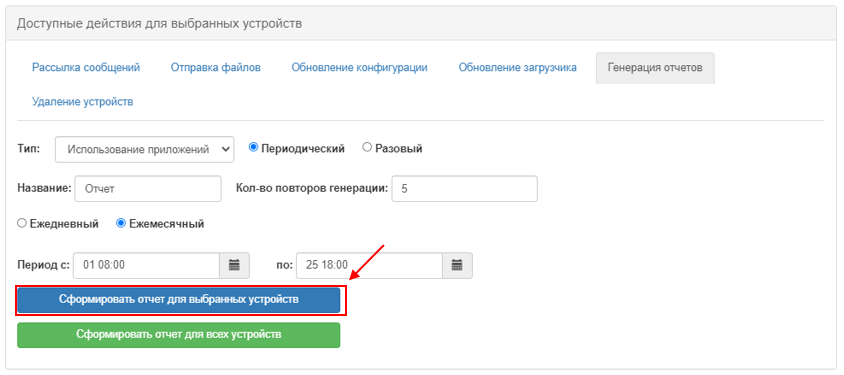 Доступные действия для выбранных устройств
Рассылка сообщений Отправка файлов Обновление конфигурации Обновление загрузчика Генерация отчетов
Удаление устройств
Тип: Использование приложений Периодический Разовый
Название: Отчет Кол-во повторов генерации: 5
Ежедневный Ежемесячный
Период с: 01 08:00 по: 25 18:00
Сформировать отчет для выбранных устройств
Сформировать отчет для всех устройств